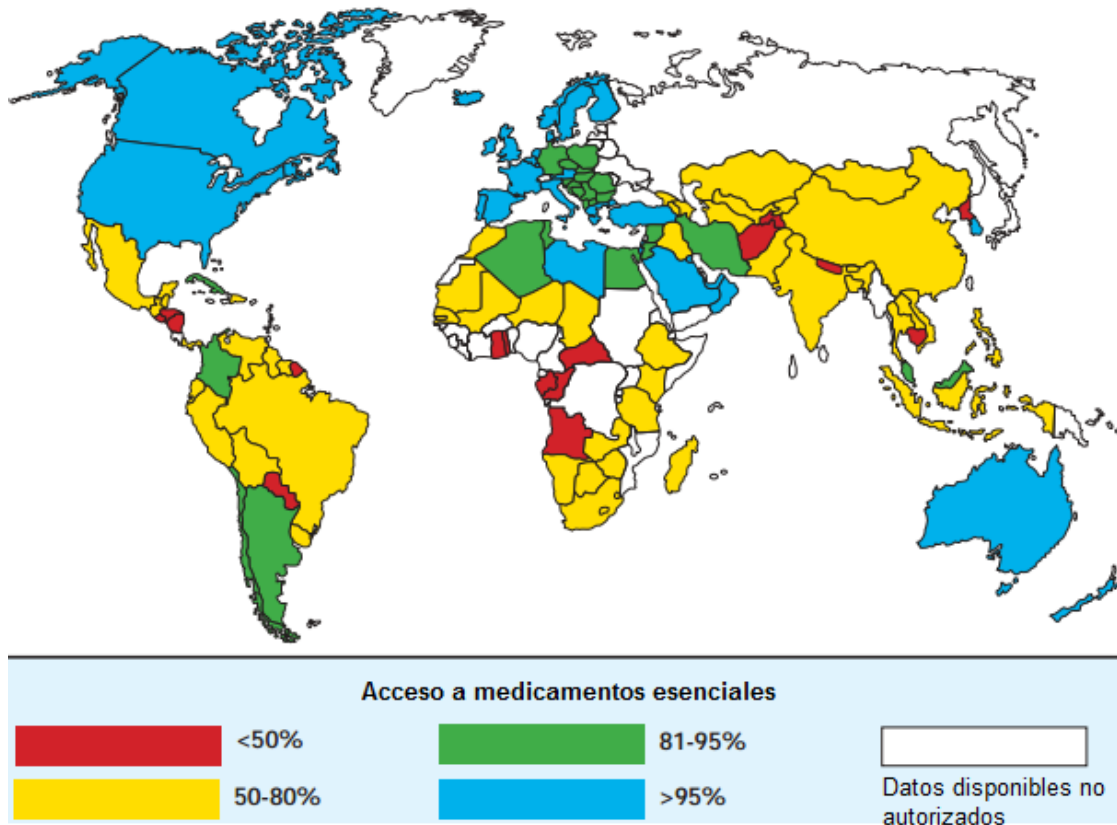 Acceso a medicamentos esenciales
<50%
81-95%
50-80%
>95%
Datos disponibles no
autorizados